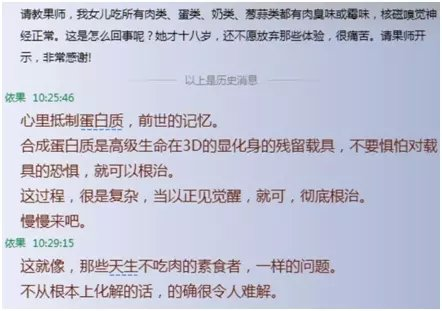 请教果师，我女儿吃所有肉类、蛋类、奶类、葱蒜类都有肉臭味或霉味，核磁嗅觉神
经正常。这是怎么回事呢？她才十八岁，还不愿放弃那些体验，很痛苦。请果师开
示，非常感谢!
以上是历史消息
依果 10:25:46
心里抵制蛋白质，前世的记忆。
合成蛋白质是高级生命在3D的显化身的残留载具，不要惧怕对载
具的恐惧，就可以根治。
这过程，很是复杂，当以正见觉醒，就可，彻底根治。
慢慢来吧。
依果 10:29:15
这就像，那些天生不吃肉的素食者，一样的问题。
不从根本上化解的话，的确很令人难解。